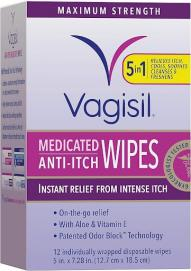 MAXIMUM STRENGTH
5 in 1
RELIEVES ITCH,
COOLS, SOOTHES
CLEANSES &
FRESHENS
Vagisil®
MEDICATED
ANTI-ITCH WIPES
INSTANT RELIEF FROM INTENSE ITCH
• On-the-go relief
• With Aloe & Vitamin E
• Patented Odor Block™ Technology
12 individually wrapped disposable wipes
5 in. x 7.28 in. (12.7 cm x 18.5 cm)
GYNECOLOGIST TESTED